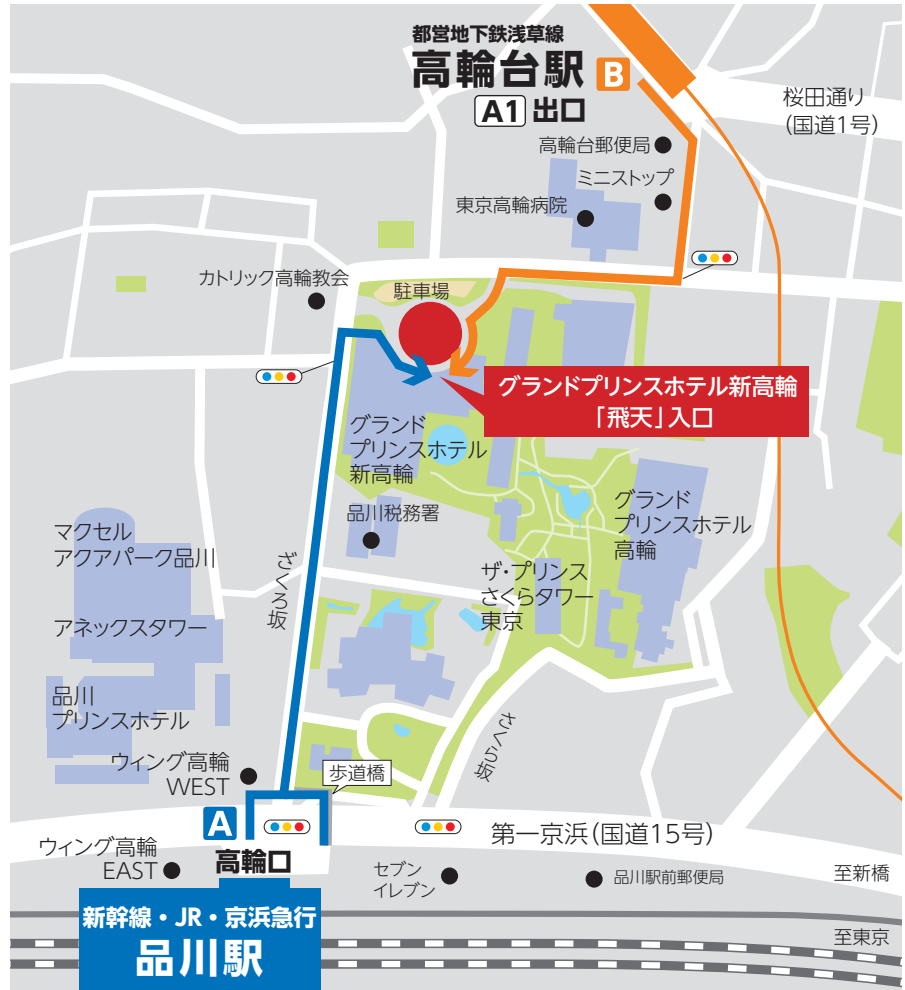 都営地下鉄浅草線
高輪台駅 B
A1 出口
桜田通り
(国道1号)
高輪台郵便局
ミニストップ
東京高輪病院
カトリック高輪教会
駐車場
グランドプリンスホテル新高輪
「飛天」入口
グランド
プリンスホテル
新高輪
品川税務署
グランド
プリンスホテル
高輪
マクセル
アクアパーク品川
ざくろ坂
ザ・プリンス
さくらタワー
東京
アネックスタワー
品川
プリンスホテル
さくら坂
ウィング高輪
WEST
歩道橋
A
第一京浜(国道15号)
ウィング高輪
EAST
高輪口
セブン
イレブン
品川駅前郵便局
至新橋
新幹線・JR・京浜急行
品川駅
至東京